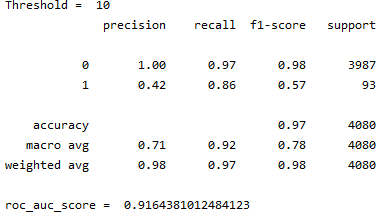 Threshold =  10
              precision    recall  f1-score   support

           0       1.00      0.97      0.98      3987
           1       0.42      0.86      0.57        93

    accuracy                           0.97      4080
   macro avg       0.71      0.92      0.78      4080
weighted avg       0.98      0.97      0.98      4080

roc_auc_score =  0.9164381012484123